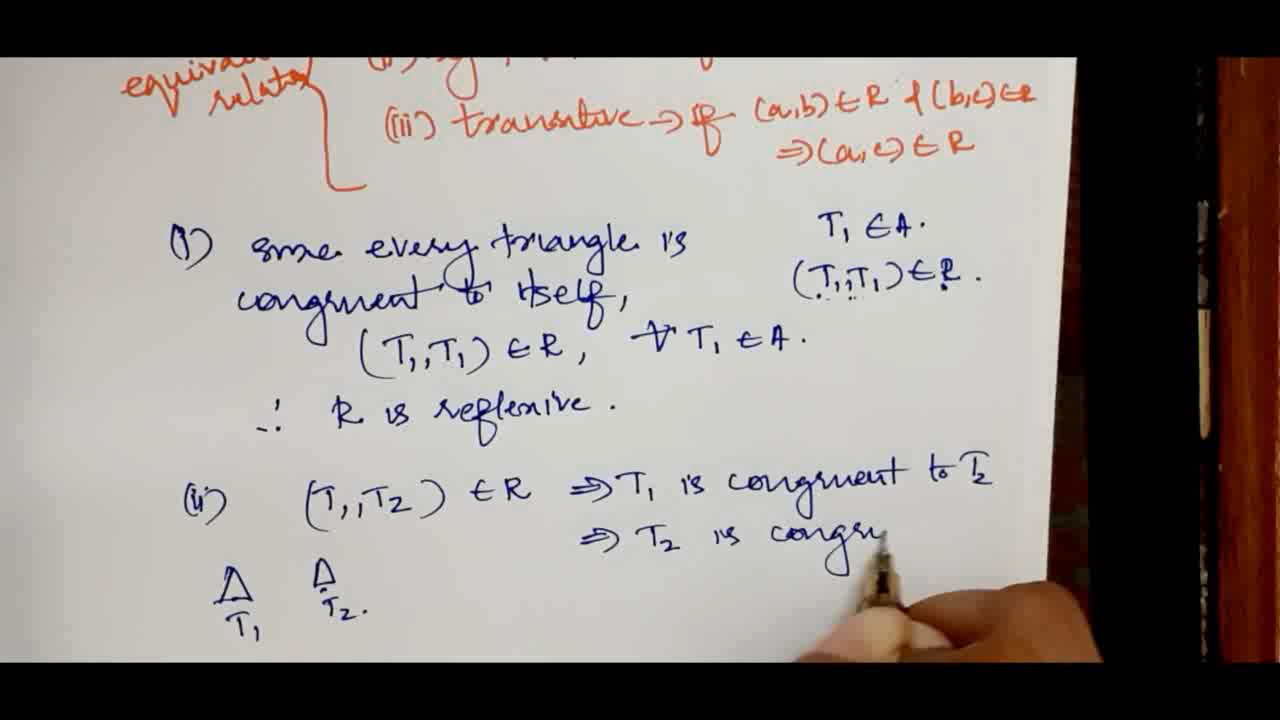 relation
(iii) transitive → if (a,b) ∈ R & (b,c) ∈ R
⇒ (a,c) ∈ R
(i) Since every triangle is
congruent to itself,
(T₁,T₁) ∈ R, ∀ T₁ ∈ A.
∴ R is reflexive.
T₁ ∈ A.
(T₁,T₁) ∈ R.
(ii) (T₁,T₂) ∈ R ⇒ T₁ is congruent to T₂
⇒ T₂ is congru
Δ Δ
T₁ T₂.